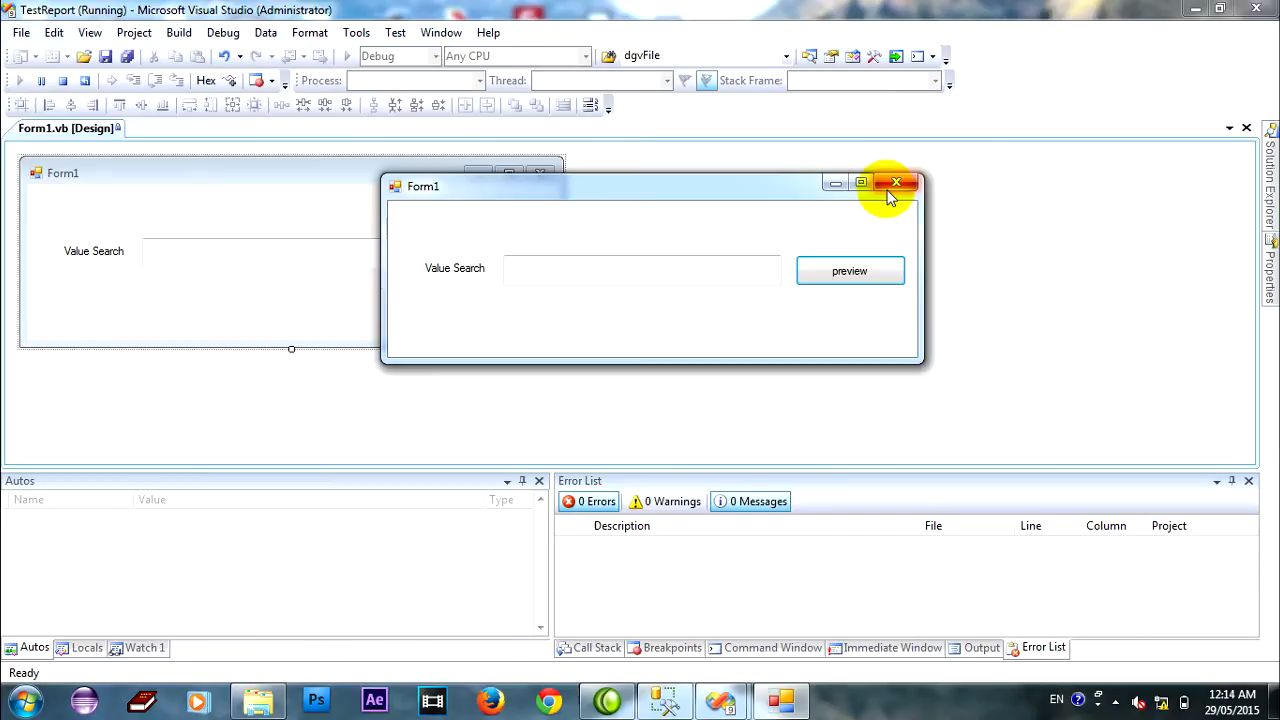 TestReport (Running) - Microsoft Visual Studio (Administrator)
File Edit View Project Build Debug Data Format Tools Test Window Help
Debug Any CPU dgvFile
Hex Process: Thread: Stack Frame:
Form1.vb [Design]
Form1
Value Search
Form1
Value Search preview
Solution Explorer
Properties
Autos
Name Value Type
Error List
0 Errors 0 Warnings 0 Messages
Description File Line Column Project
Autos Locals Watch 1
Call Stack Breakpoints Command Window Immediate Window Output Error List
Ready
Ps Ae 9 9
EN 12:14 AM
29/05/2015